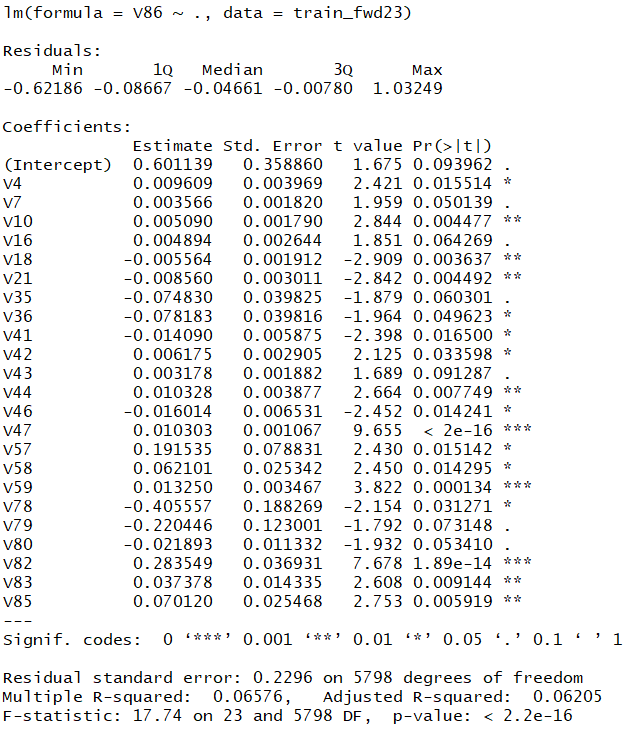 lm(formula = V86 ~ ., data = train_fwd23)
Residuals:
Min 1Q Median 3Q Max
-0.62186 -0.08667 -0.04661 -0.00780 1.03249
Coefficients:
Estimate Std. Error t value Pr(>|t|)
(Intercept) 0.601139 0.358860 1.675 0.093962 .
V4 0.009609 0.003969 2.421 0.015514 *
V7 0.003566 0.001820 1.959 0.050139 .
V10 0.005090 0.001790 2.844 0.004477 **
V16 0.004894 0.002644 1.851 0.064269 .
V18 -0.005564 0.001912 -2.909 0.003637 **
V21 -0.008560 0.003011 -2.842 0.004492 **
V35 -0.074830 0.039825 -1.879 0.060301 .
V36 -0.078183 0.039816 -1.964 0.049623 *
V41 -0.014090 0.005875 -2.398 0.016500 *
V42 0.006175 0.002905 2.125 0.033598 *
V43 0.003178 0.001882 1.689 0.091287 .
V44 0.010328 0.003877 2.664 0.007749 **
V46 -0.016014 0.006531 -2.452 0.014241 *
V47 0.010303 0.001067 9.655 < 2e-16 ***
V57 0.191535 0.078831 2.430 0.015142 *
V58 0.062101 0.025342 2.450 0.014295 *
V59 0.013250 0.003467 3.822 0.000134 ***
V78 -0.405557 0.188269 -2.154 0.031271 *
V79 -0.220446 0.123001 -1.792 0.073148 .
V80 -0.021893 0.011332 -1.932 0.053410 .
V82 0.283549 0.036931 7.678 1.89e-14 ***
V83 0.037378 0.014335 2.608 0.009144 **
V85 0.070120 0.025468 2.753 0.005919 **
---
Signif. codes: 0 ‘***’ 0.001 ‘**’ 0.01 ‘*’ 0.05 ‘.’ 0.1 ‘ ’ 1
Residual standard error: 0.2296 on 5798 degrees of freedom
Multiple R-squared: 0.06576, Adjusted R-squared: 0.06205
F-statistic: 17.74 on 23 and 5798 DF, p-value: < 2.2e-16